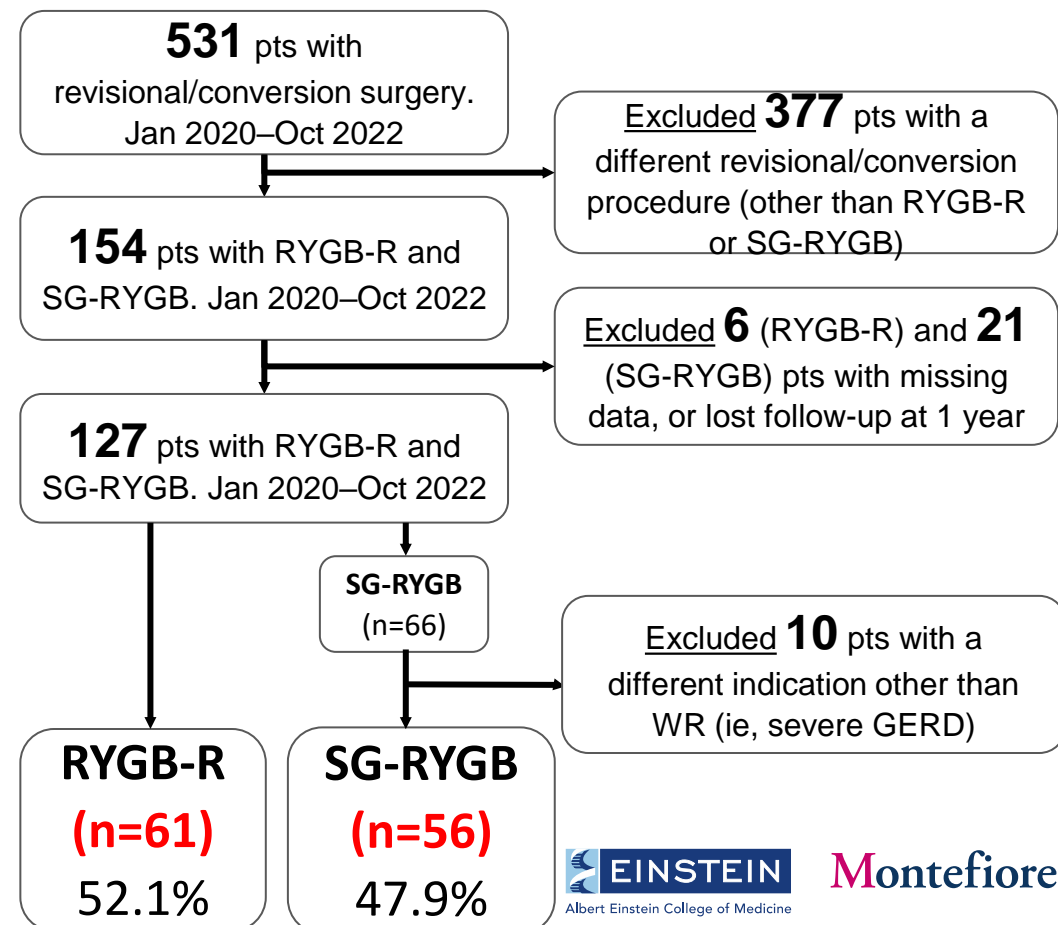 531 pts with
revisional/conversion surgery.
Jan 2020–Oct 2022
Excluded 377 pts with a
different revisional/conversion
procedure (other than RYGB-R
or SG-RYGB)
154 pts with RYGB-R and
SG-RYGB. Jan 2020–Oct 2022
Excluded 6 (RYGB-R) and 21
(SG-RYGB) pts with missing
data, or lost follow-up at 1 year
127 pts with RYGB-R and
SG-RYGB. Jan 2020–Oct 2022
SG-RYGB
(n=66)
Excluded 10 pts with a
different indication other than
WR (ie, severe GERD)
RYGB-R
(n=61)
52.1%
SG-RYGB
(n=56)
47.9%
EINSTEIN
Albert Einstein College of Medicine
Montefiore